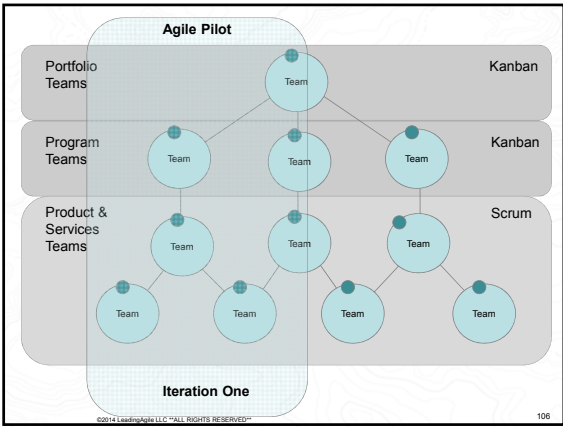 Agile Pilot
Portfolio
Teams
Kanban
Team
Program
Teams
Kanban
Team
Team
Team
Product &
Services
Teams
Scrum
Team
Team
Team
Team
Team
Team
Team
Iteration One
©2014 LeadingAgile LLC **ALL RIGHTS RESERVED**
106